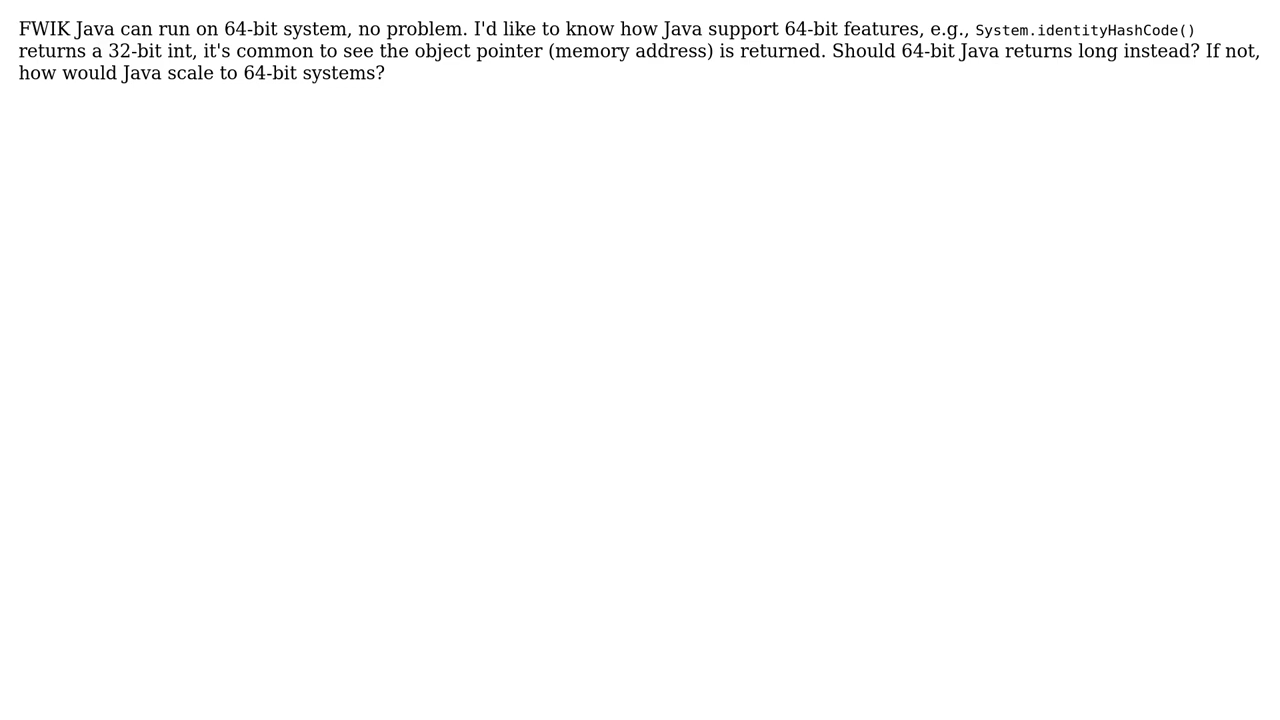 FWIK Java can run on 64-bit system, no problem. I'd like to know how Java support 64-bit features, e.g., System.identityHashCode()
returns a 32-bit int, it's common to see the object pointer (memory address) is returned. Should 64-bit Java returns long instead? If not,
how would Java scale to 64-bit systems?